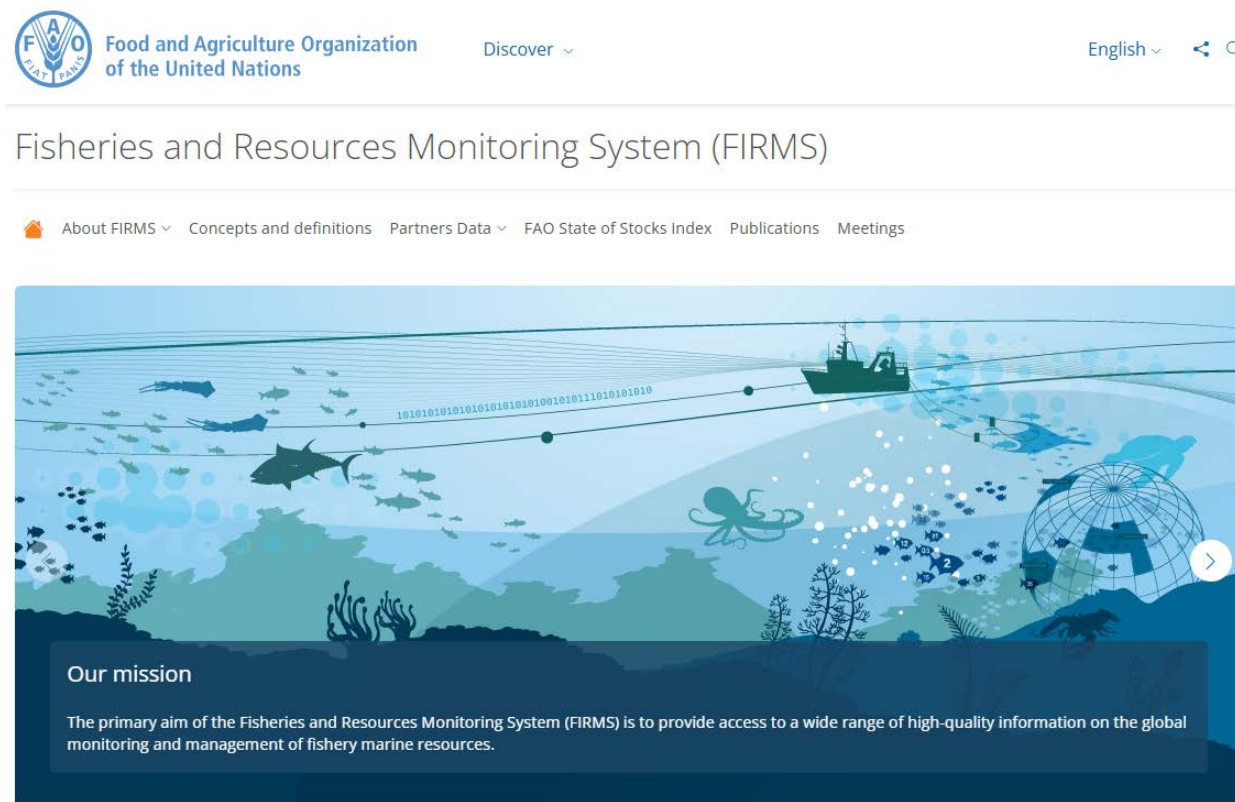 F A O
FIAT PANIS
Food and Agriculture Organization
of the United Nations
Discover
English
Fisheries and Resources Monitoring System (FIRMS)
About FIRMS
Concepts and definitions
Partners Data
FAO State of Stocks Index
Publications
Meetings
2
Our mission
The primary aim of the Fisheries and Resources Monitoring System (FIRMS) is to provide access to a wide range of high-quality information on the global
monitoring and management of fishery marine resources.